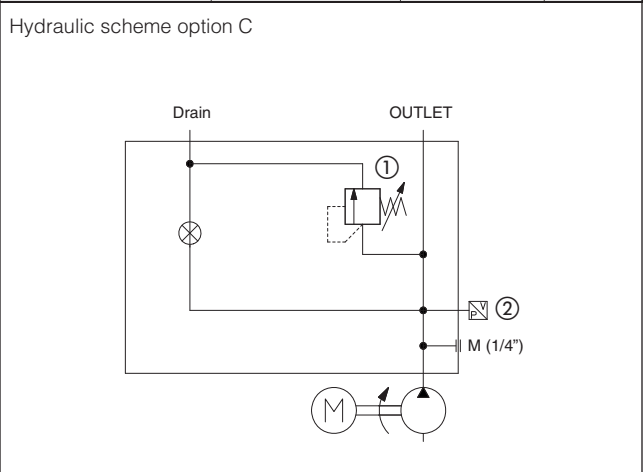 Hydraulic scheme option C
Drain OUTLET
①
P V ②
M (1/4”)
M